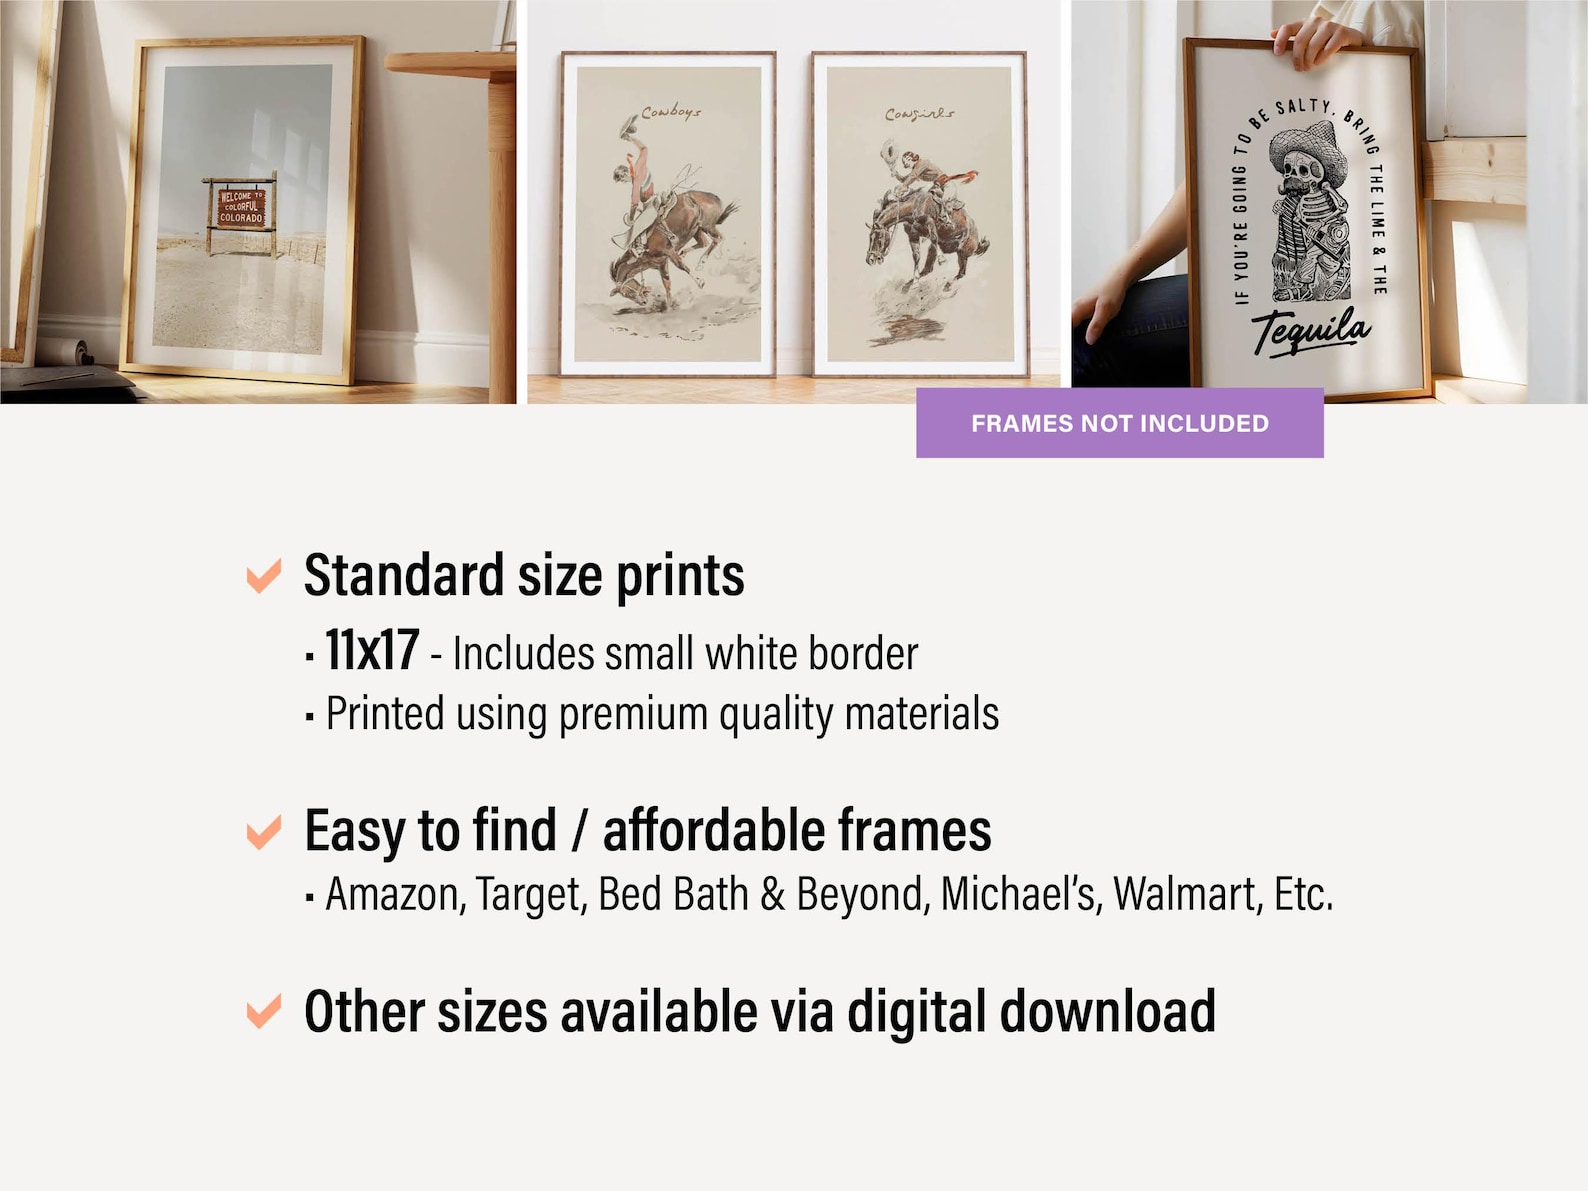 WELCOME TO
COLORFUL
COLORADO
Cowboys
Cowgirls
IF YOU'RE GOING TO BE SALTY, BRING THE LIME & THE
Tequila
FRAMES NOT INCLUDED
Standard size prints
· 11x17 - Includes small white border
· Printed using premium quality materials
Easy to find / affordable frames
· Amazon, Target, Bed Bath & Beyond, Michael's, Walmart, Etc.
Other sizes available via digital download